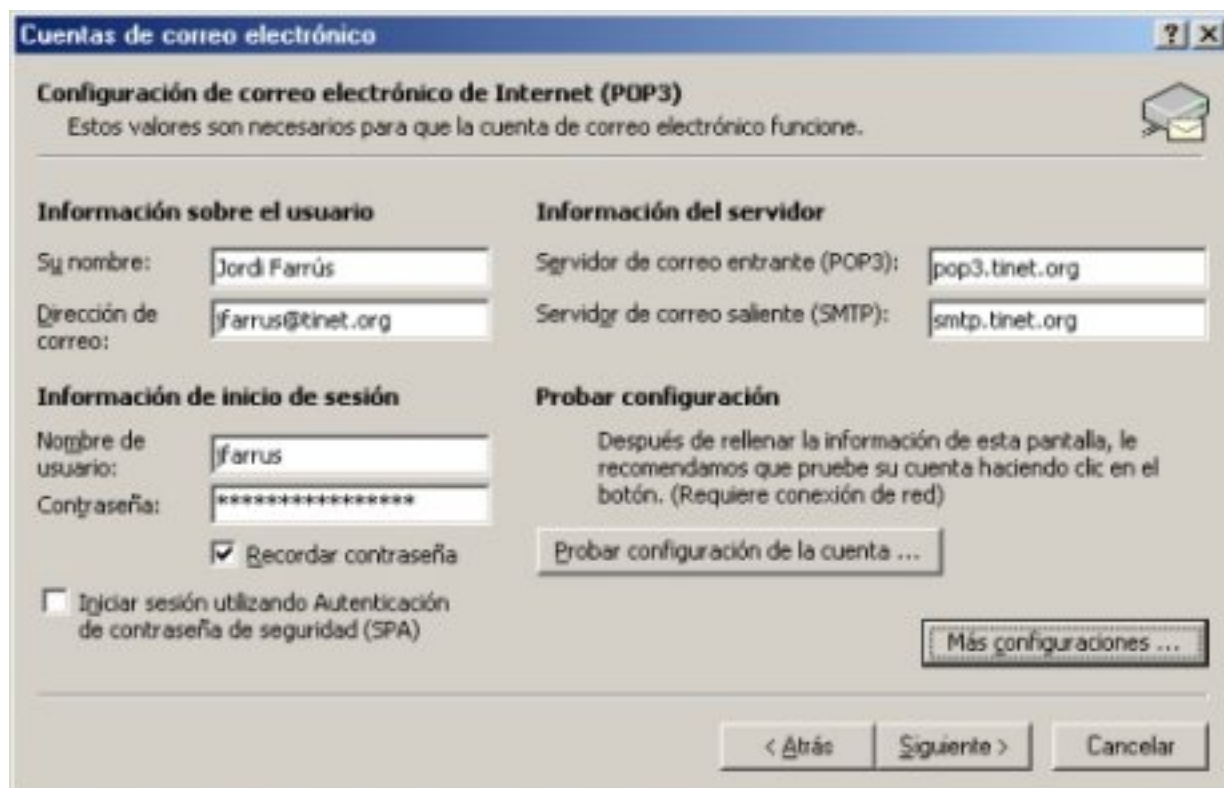 Cuentas de correo electrónico
Configuración de correo electrónico de Internet (POP3)
Estos valores son necesarios para que la cuenta de correo electrónico funcione.
Información sobre el usuario
Su nombre:
Jordi Farrús
Dirección de
correo:
jfarrus@tinet.org
Información del servidor
Servidor de correo entrante (POP3):
pop3.tinet.org
Servidor de correo saliente (SMTP):
smtp.tinet.org
Información de inicio de sesión
Nombre de
usuario:
jfarrus
Contraseña:
****************
Recordar contraseña
Iniciar sesión utilizando Autenticación
de contraseña de seguridad (SPA)
Probar configuración
Después de rellenar la información de esta pantalla, le
recomendamos que pruebe su cuenta haciendo clic en el
botón. (Requiere conexión de red)
Probar configuración de la cuenta ...
Más configuraciones ...
< Atrás
Siguiente >
Cancelar